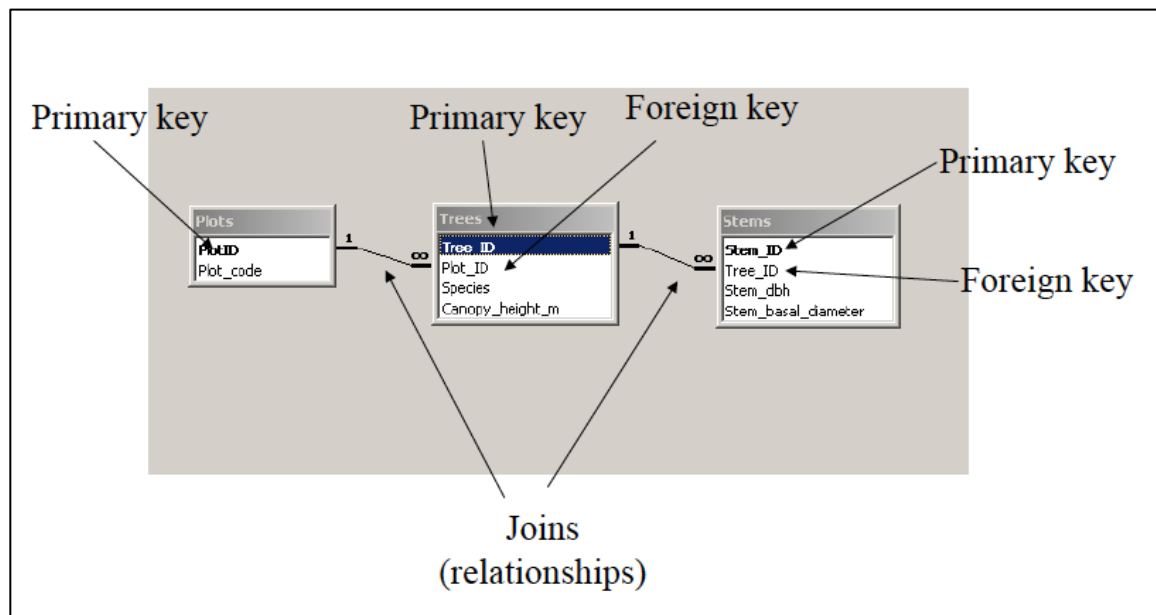 Primary key
Primary key
Foreign key
Primary key
Foreign key
Plots
PlotID
Plot_code
1
∞
Trees
Tree_ID
Plot_ID
Species
Canopy_height_m
1
∞
Stems
Stem_ID
Tree_ID
Stem_dbh
Stem_basal_diameter
Joins
(relationships)